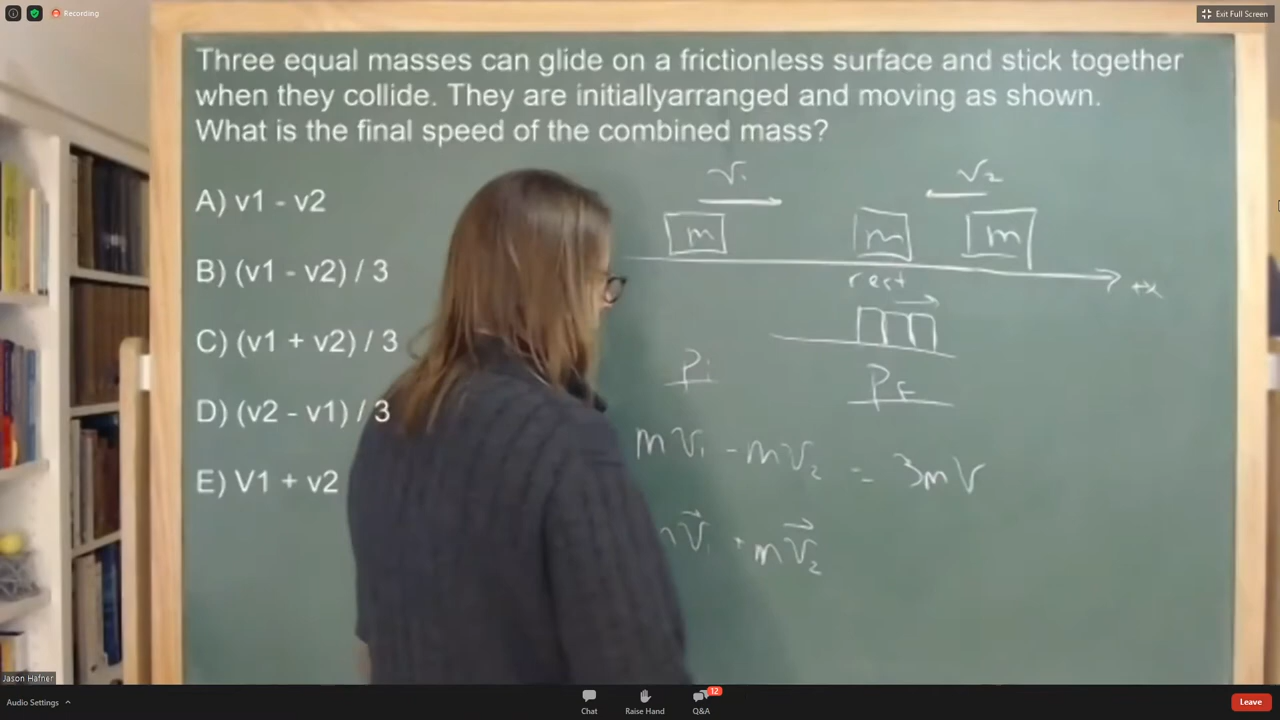 Recording
Exit Full Screen
Three equal masses can glide on a frictionless surface and stick together
when they collide. They are initiallyarranged and moving as shown.
What is the final speed of the combined mass?
A) v1 - v2
B) (v1 - v2) / 3
C) (v1 + v2) / 3
D) (v2 - v1) / 3
E) V1 + v2
v₁ v₂
m m m
rest +x
Pi PF
mv₁ - mv₂ = 3mV
v₁ + mv₂
Jason Hafner
Audio Settings
Chat
Raise Hand
12
Q&A
Leave